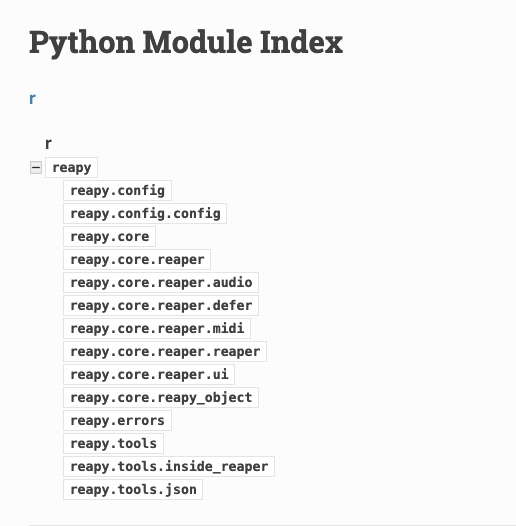 Python Module Index
r
r
reapy
reapy.config
reapy.config.config
reapy.core
reapy.core.reaper
reapy.core.reaper.audio
reapy.core.reaper.defer
reapy.core.reaper.midi
reapy.core.reaper.reaper
reapy.core.reaper.ui
reapy.core.reapy_object
reapy.errors
reapy.tools
reapy.tools.inside_reaper
reapy.tools.json